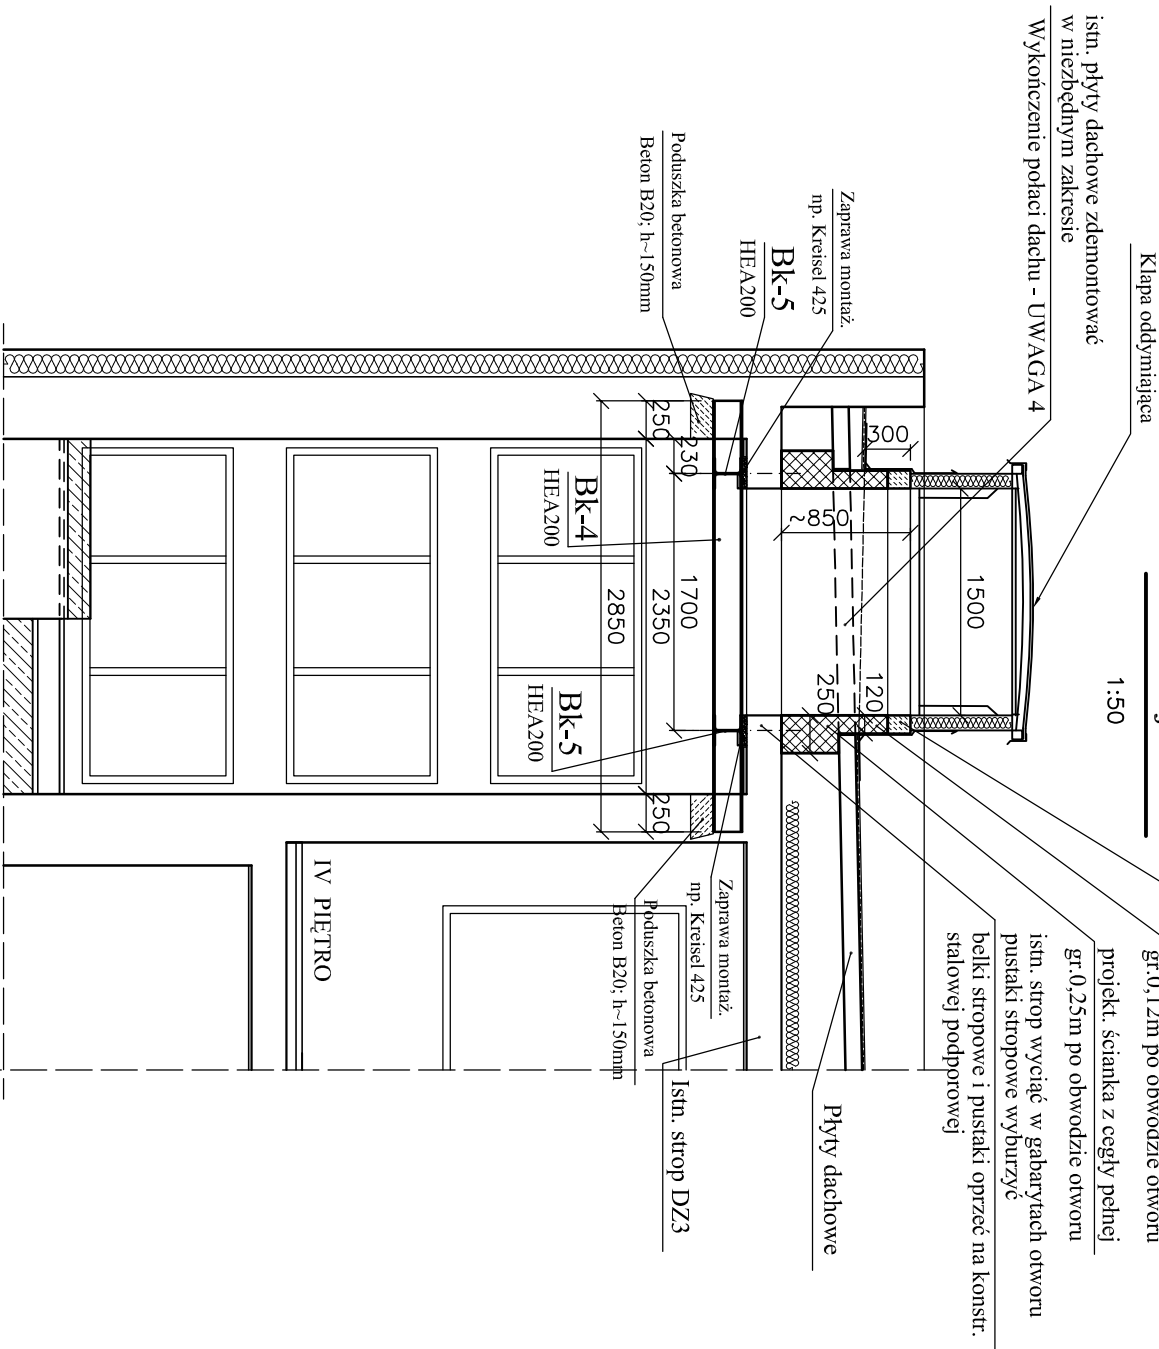 1:50
Klapa oddymiająca
istn. płyty dachowe zdemontować
w niezbędnym zakresie
Wykończenie połaci dachu - UWAGA 4
Zaprawa montaż.
np. Kreisel 425
Bk-5
HEA200
Poduszka betonowa
Beton B20; h~150mm
gr.0,12m po obwodzie otworu
projekt. ścianka z cegły pełnej
gr.0,25m po obwodzie otworu
istn. strop wyciąć w gabarytach otworu
pustaki stropowe wyburzyć
belki stropowe i pustaki oprzeć na konstr.
stalowej podporowej
Płyty dachowe
Istn. strop DZ3
Zaprawa montaż.
np. Kreisel 425
Poduszka betonowa
Beton B20; h~150mm
1500
300
~850
120
250
250
230
1700
2350
250
2850
Bk-4
HEA200
Bk-5
HEA200
IV PIĘTRO